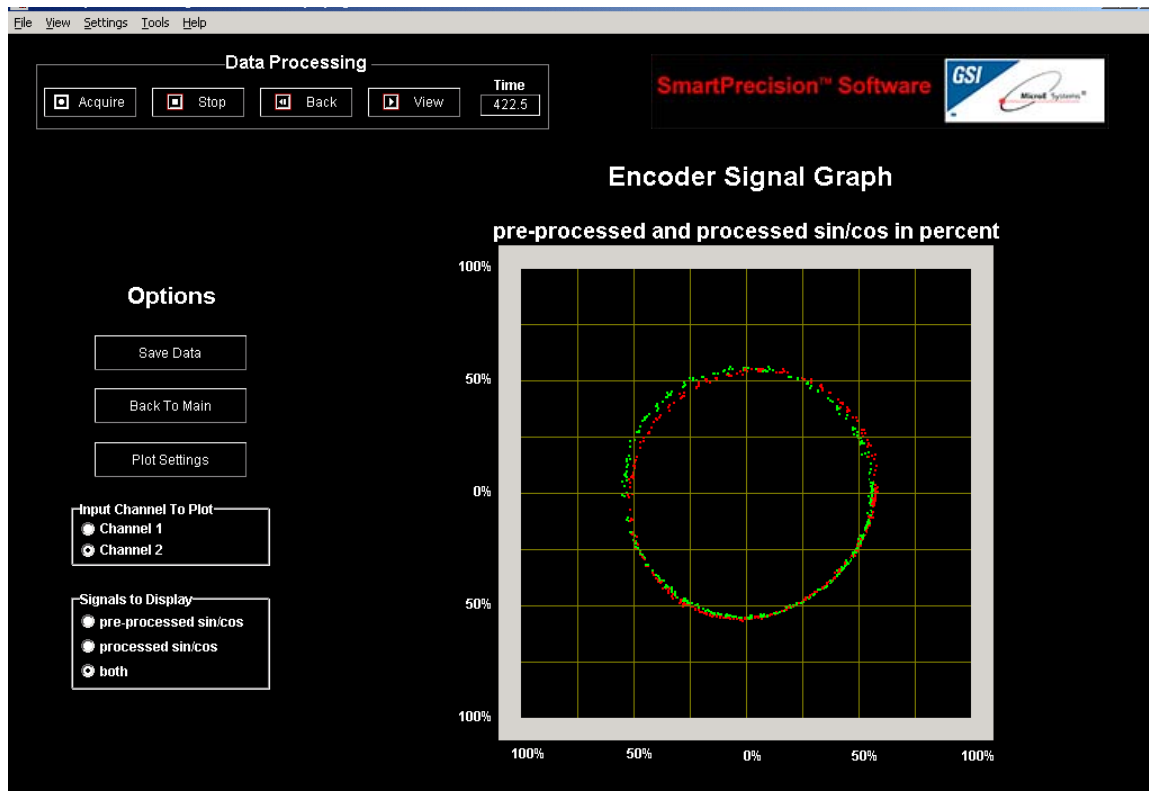 File View Settings Tools Help
Data Processing
Acquire Stop Back View
Time
422.5
SmartPrecision™ Software
GSI
MicroE Systems®
Encoder Signal Graph
pre-processed and processed sin/cos in percent
100%
50%
0%
50%
100%
100% 50% 0% 50% 100%
Options
Save Data
Back To Main
Plot Settings
Input Channel To Plot
Channel 1
Channel 2
Signals to Display
pre-processed sin/cos
processed sin/cos
both